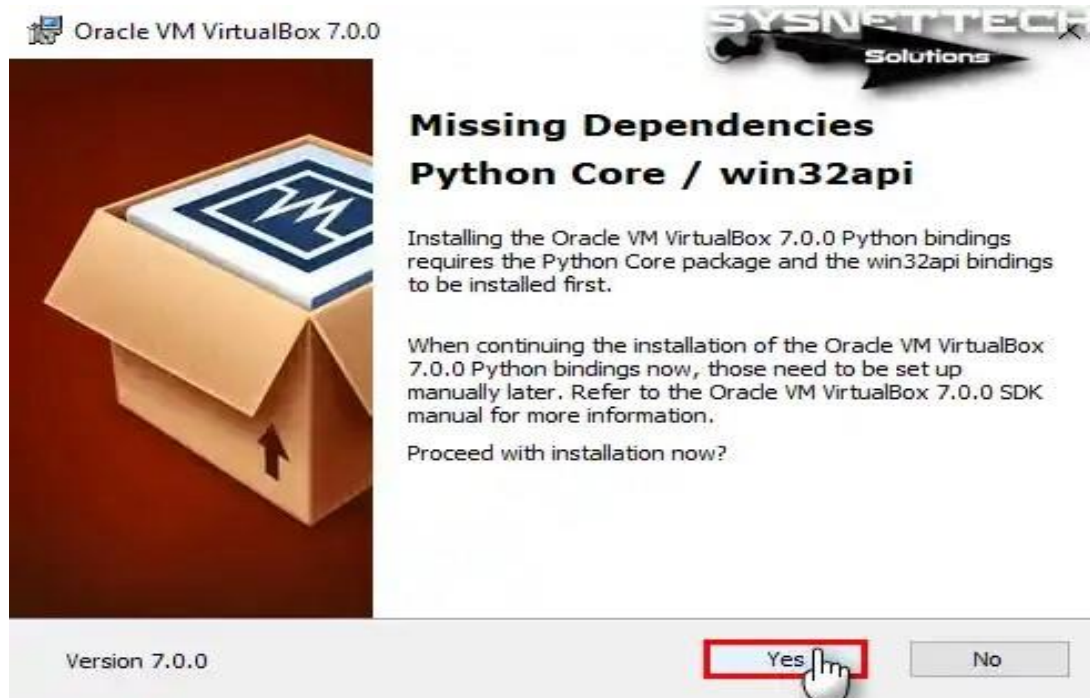 Oracle VM VirtualBox 7.0.0
SYSNETTECH
Solutions
Missing Dependencies
Python Core / win32api
Installing the Oracle VM VirtualBox 7.0.0 Python bindings
requires the Python Core package and the win32api bindings
to be installed first.
When continuing the installation of the Oracle VM VirtualBox
7.0.0 Python bindings now, those need to be set up
manually later. Refer to the Oracle VM VirtualBox 7.0.0 SDK
manual for more information.
Proceed with installation now?
Version 7.0.0
Yes
No